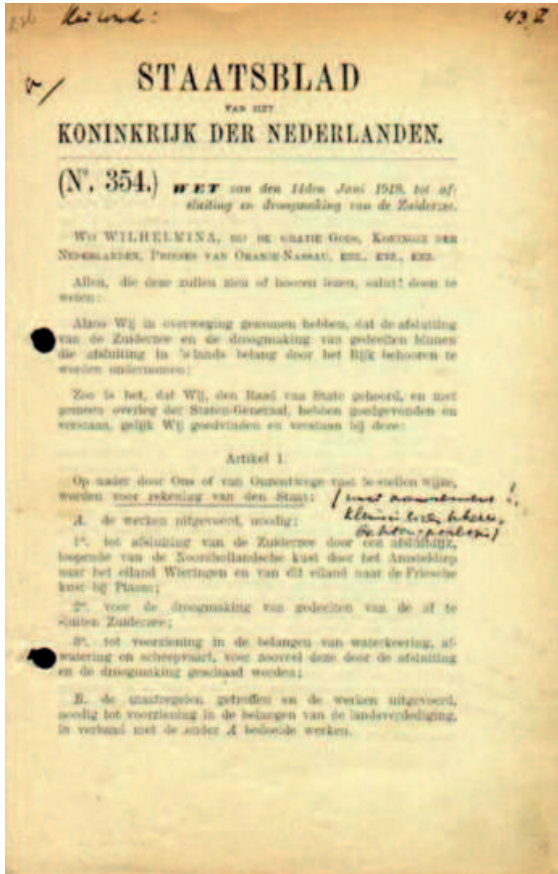 43 II
STAATSBLAD
VAN HET
KONINKRIJK DER NEDERLANDEN.
(N°. 354.) WET van den 14den Juni 1918, tot af-
sluiting en droogmaking van de Zuiderzee.
WIJ WILHELMINA, BIJ DE GRATIE GODS, KONINGIN DER
NEDERLANDEN, PRINSES VAN ORANJE-NASSAU, ENZ., ENZ., ENZ.
Allen, die deze zullen zien of hooren lezen, salut! doen te
weten:
Alzoo Wij in overweging genomen hebben, dat de afsluiting
van de Zuiderzee en de droogmaking van gedeelten binnen
die afsluiting in 's lands belang door het Rijk behooren te
worden ondernomen;
Zoo is het, dat Wij, den Raad van State gehoord, en met
gemeen overleg der Staten-Generaal, hebben goedgevonden en
verstaan, gelijk Wij goedvinden en verstaan bij deze:
Artikel 1.
Op nader door Ons of van Onzentwege vast te stellen wijze,
worden voor rekening van den Staat:
A. de werken uitgevoerd, noodig:
1°. tot afsluiting van de Zuiderzee door een afsluitdijk,
loopende van de Noordhollandsche kust door het Amsteldiep
naar het eiland Wieringen en van dit eiland naar de Friesche
kust bij Piaam;
2°. voor de droogmaking van gedeelten van de af te
sluiten Zuiderzee;
3°. tot voorziening in de belangen van waterkeering, af-
watering en scheepvaart, voor zooveel deze door de afsluiting
en de droogmaking geschaad worden;
B. de maatregelen getroffen en de werken uitgevoerd,
noodig tot voorziening in de belangen van de landsverdediging,
in verband met de onder A bedoelde werken.